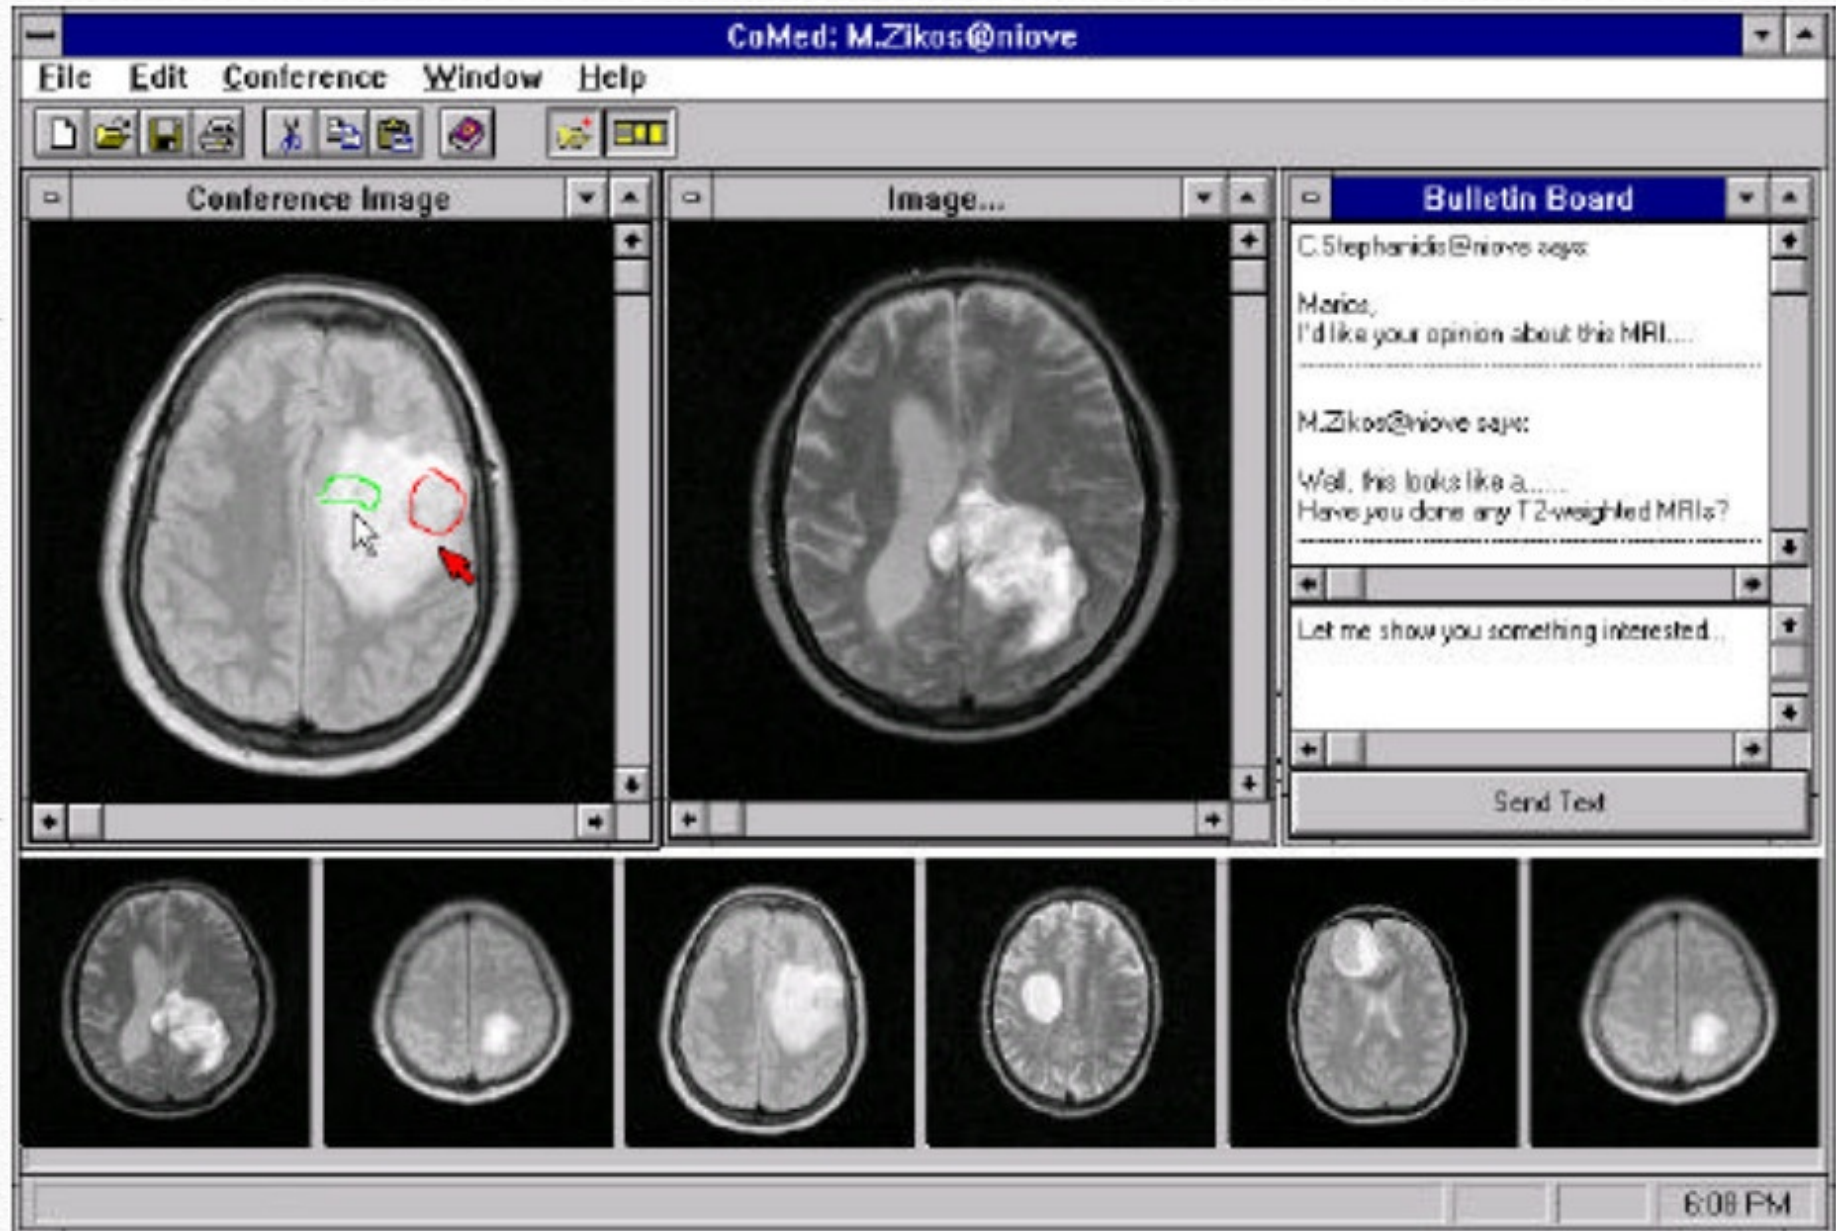 CoMed: M.Zikos@niove
File Edit Conference Window Help
Conference Image
Image...
Bulletin Board
C.Stephanidis@niove says:
Marios,
I'd like your opinion about this MRI....
M.Zikos@niove says:
Well, this looks like a......
Have you done any T2-weighted MRIs?
Let me show you something interested...
Send Text
6:08 PM